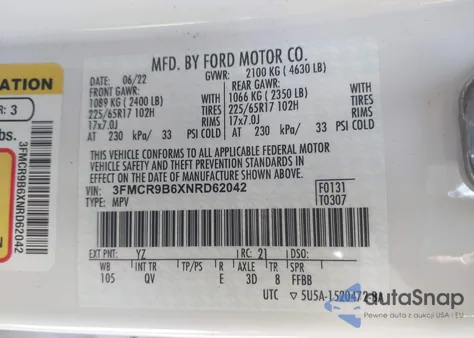 MFD. BY FORD MOTOR CO.
DATE: 06/22 GVWR: 2100 KG ( 4630 LB)
FRONT GAWR: REAR GAWR:
1089 KG ( 2400 LB) WITH 1066 KG ( 2350 LB) WITH
225/65R17 102H TIRES 225/65R17 102H TIRES
17x7.0J RIMS 17x7.0J RIMS
AT 230 kPa/ 33 PSI COLD AT 230 kPa/ 33 PSI COLD
THIS VEHICLE CONFORMS TO ALL APPLICABLE FEDERAL MOTOR
VEHICLE SAFETY AND THEFT PREVENTION STANDARDS IN EFFECT
ON THE DATE OF MANUFACTURE SHOWN ABOVE.
VIN: 3FMCR9B6XNRD62042 F0131
TYPE: MPV T0307
EXT PNT: YZ RC: 21 DSO:
WB INT TR TP/PS R AXLE TR SPR
105 QV E 3D 8 FFBB
UTC 5U5A-1520472-BA
ATION
R: 3
lbs.
3FMCR9B6XNRD62042
autoSnap
Pewne auta z aukcji USA i EU